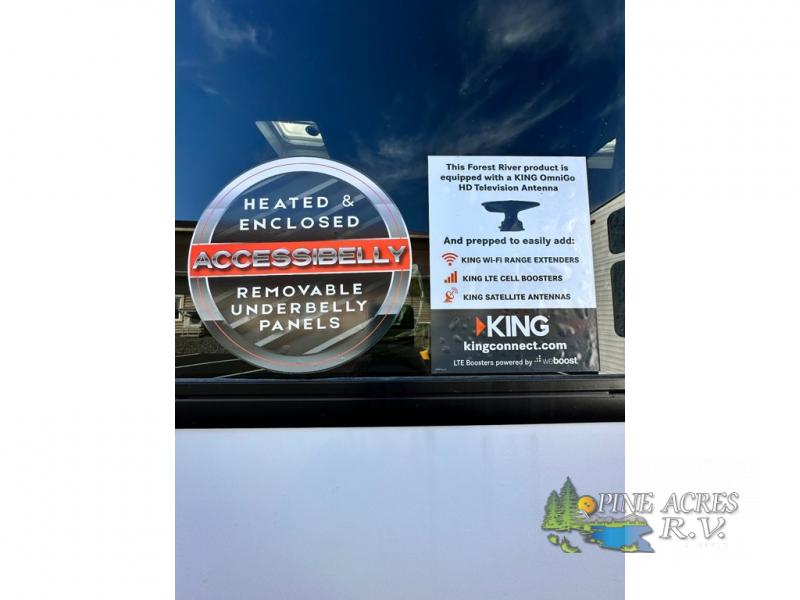 HEATED &
ENCLOSED
ACCESSIBELLY
REMOVABLE
UNDERBELLY
PANELS
This Forest River product is
equipped with a KING OmniGo
HD Television Antenna
And prepped to easily add:
KING Wi-Fi RANGE EXTENDERS
KING LTE CELL BOOSTERS
KING SATELLITE ANTENNAS
KING
kingconnect.com
LTE Boosters powered by weboost
PINE ACRES
R.V.